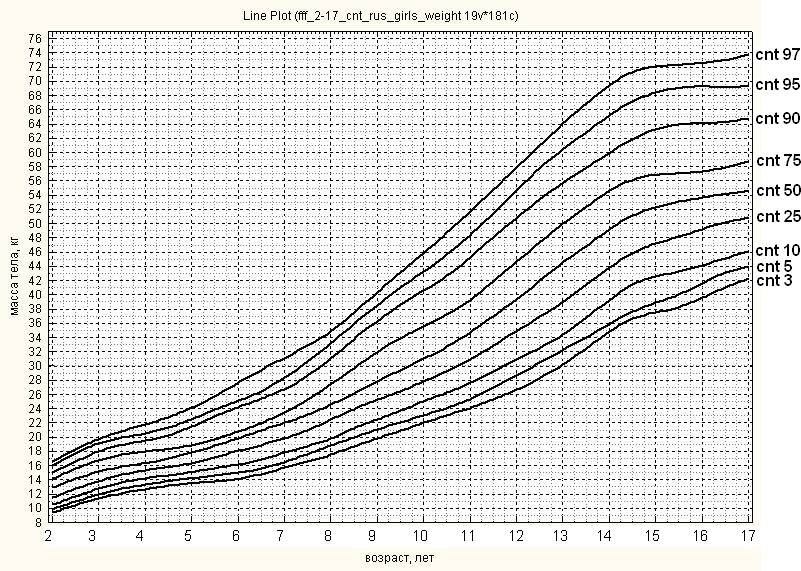 Line Plot (fff_2-17_cnt_rus_girls_weight 19v*181c)
76
74
72
70
68
66
64
62
60
58
56
54
52
50
48
46
44
42
40
38
36
34
32
30
28
26
24
22
20
18
16
14
12
10
8
масса тела, кг
cnt 97
cnt 95
cnt 90
cnt 75
cnt 50
cnt 25
cnt 10
cnt 5
cnt 3
2 3 4 5 6 7 8 9 10 11 12 13 14 15 16 17
возраст, лет